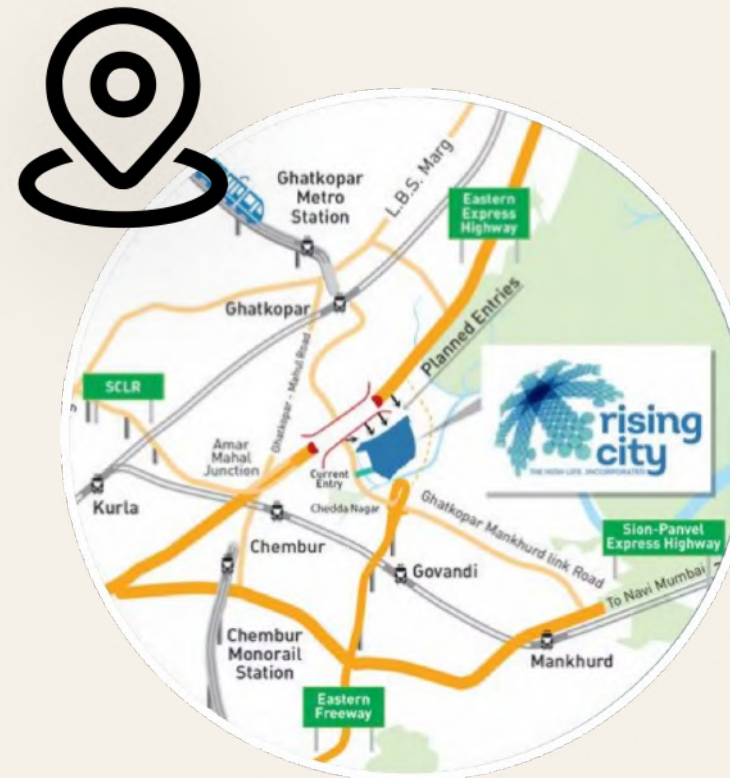 Ghatkopar
Metro
Station
L.B.S. Marg
Eastern
Express
Highway
Ghatkopar
Planned Entries
SCLR
Ghatkopar - Mahul Road
rising
city
THE HIGH LIFE, INCORPORATED
Amar
Mahal
Junction
Current
Entry
Kurla
Chedda Nagar
Ghatkopar Mankhurd link Road
Chembur
Govandi
Sion-Panvel
Express Highway
To Navi Mumbai
Chembur
Monorail
Station
Mankhurd
Eastern
Freeway